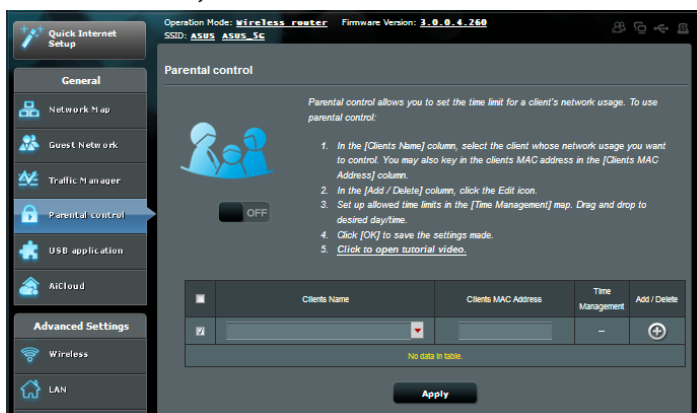 Quick Internet
Setup
Operation Mode: Wireless router Firmware Version: 3.0.0.4.260
SSID: ASUS ASUS_5G
General
Network Map
Guest Network
Traffic Manager
Parental control
USB application
AiCloud
Advanced Settings
Wireless
LAN
Parental control
Parental control allows you to set the time limit for a client's network usage. To use
parental control:
1. In the [Clients Name] column, select the client whose network usage you want
to control. You may also key in the clients MAC address in the [Clients MAC
Address] column.
2. In the [Add / Delete] column, click the Edit icon.
3. Set up allowed time limits in the [Time Management] map. Drag and drop to
desired day/time.
4. Click [OK] to save the settings made.
5. Click to open tutorial video.
OFF
Clients Name Clients MAC Address Time Management Add / Delete
–
No data in table.
Apply